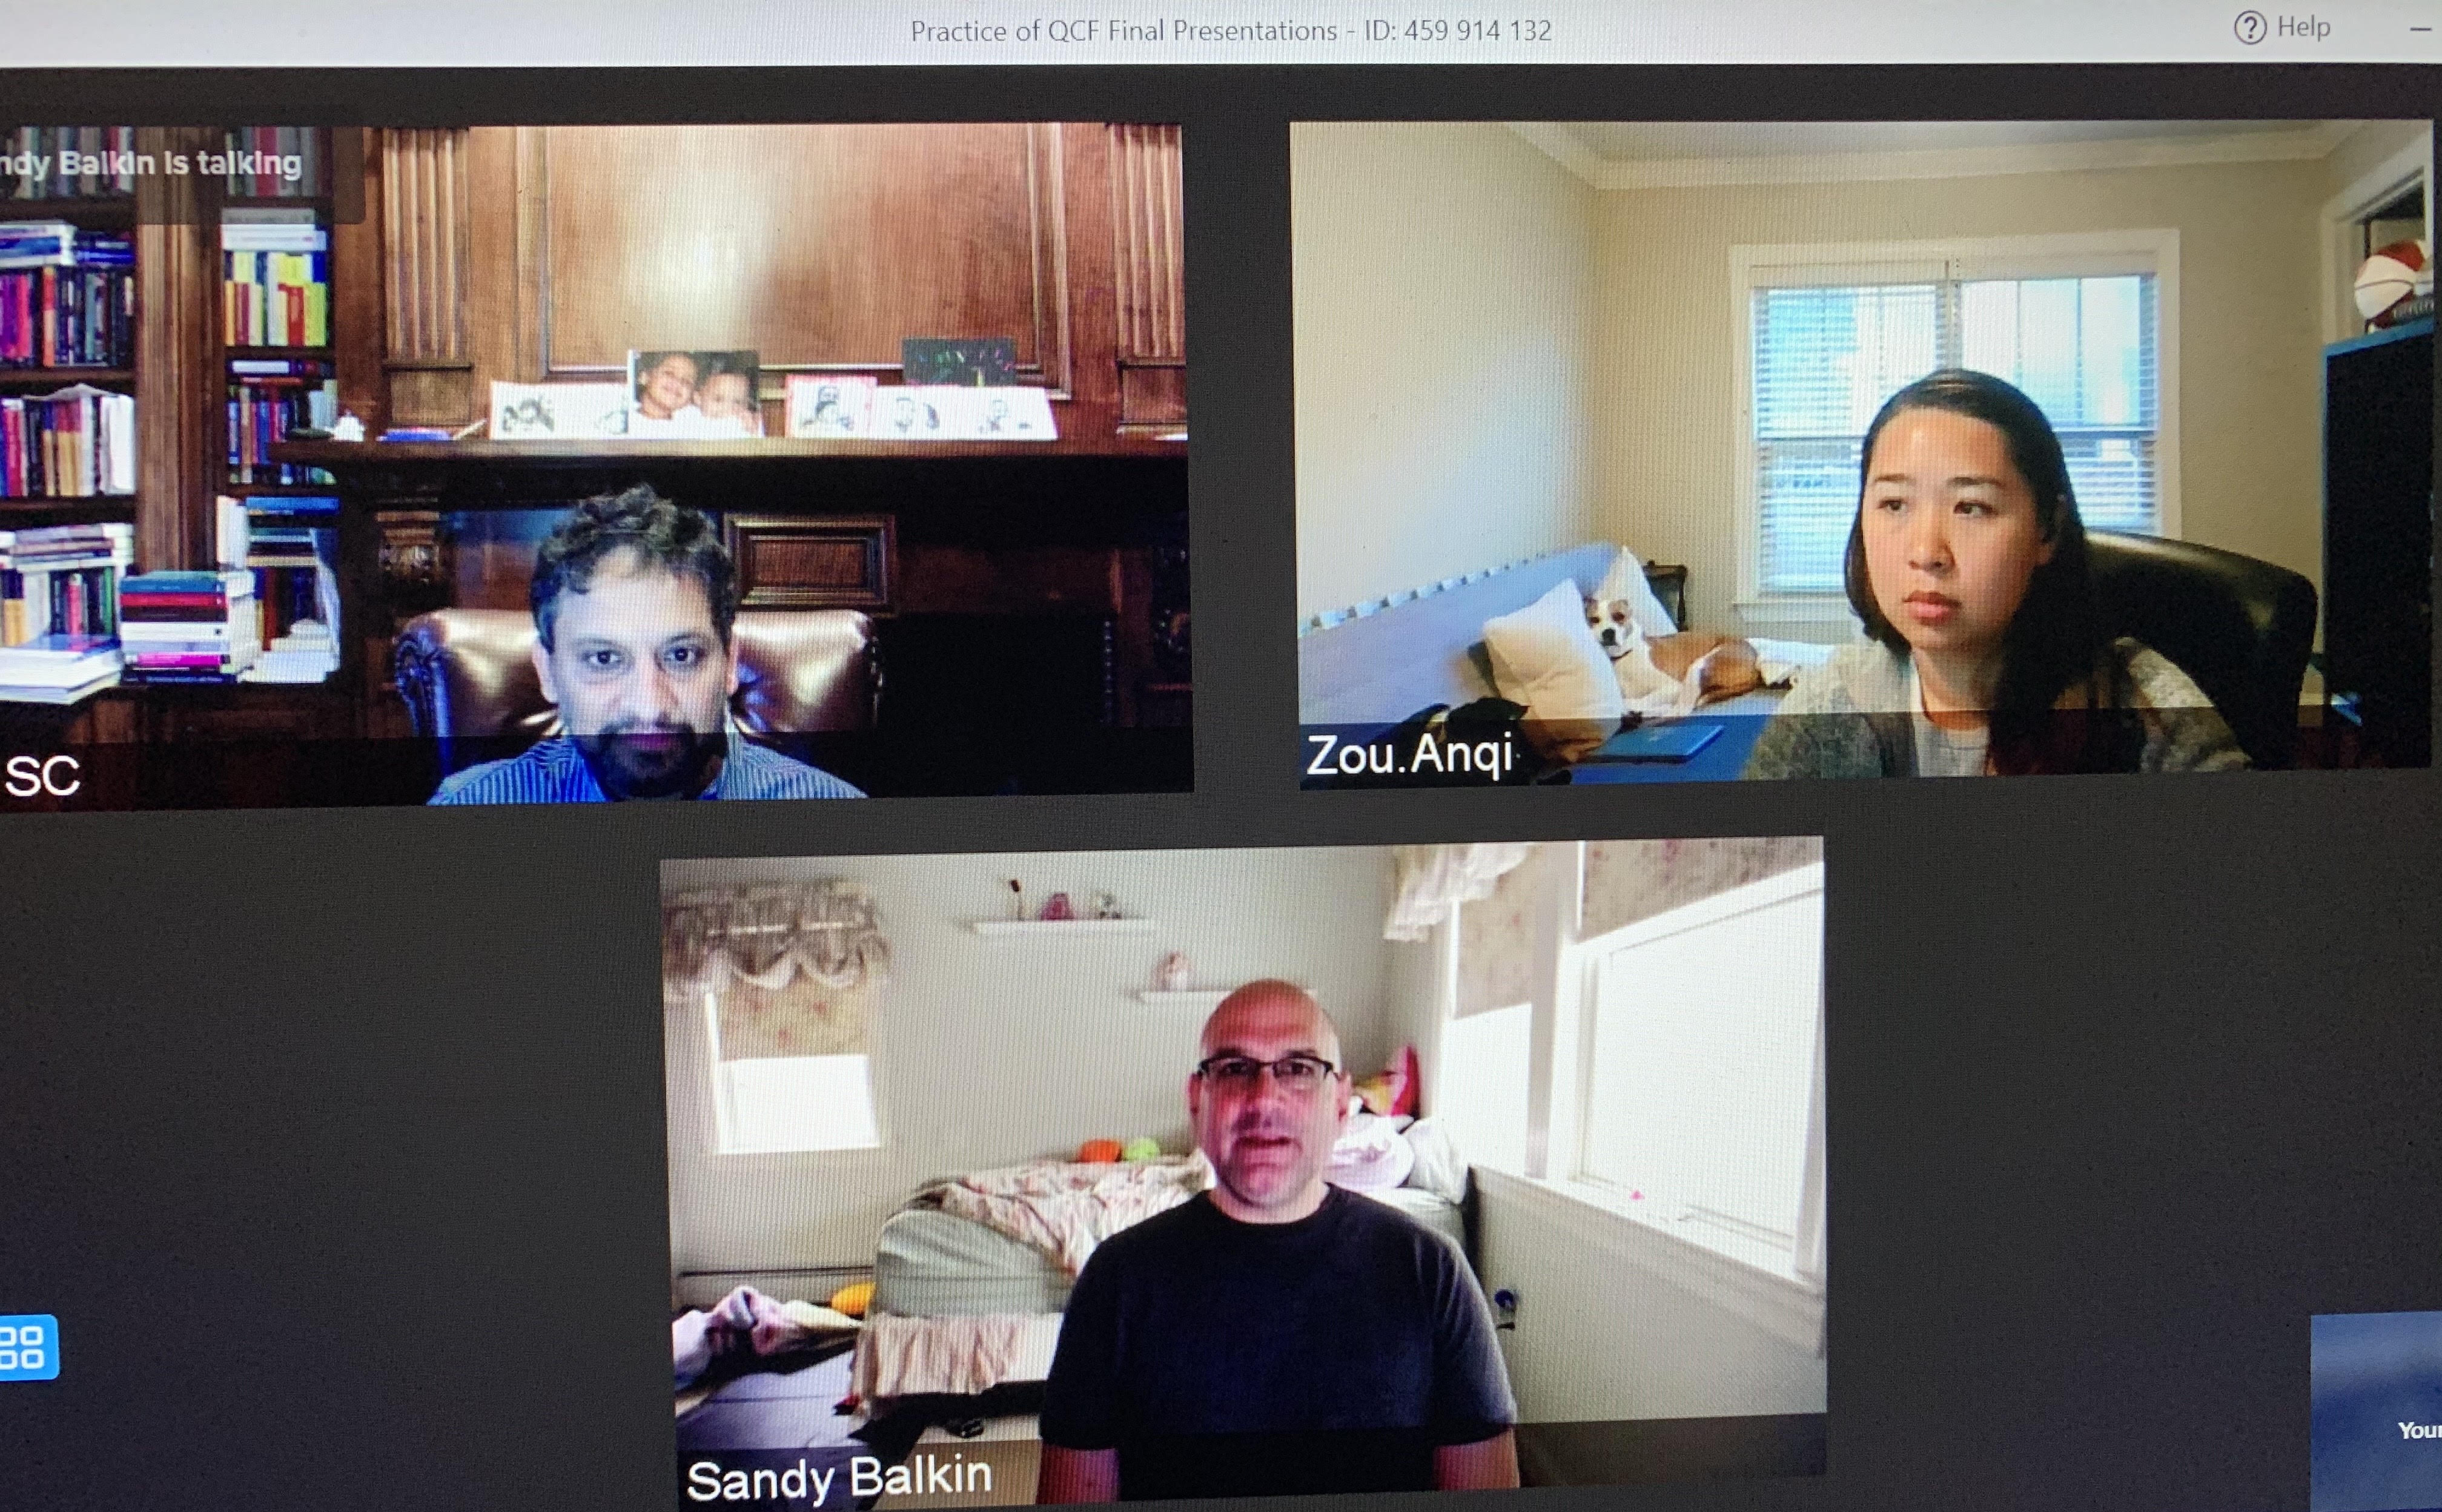 Practice of QCF Final Presentations - ID: 459 914 132
? Help
ndy Balkin is talking
SC
Zou.Anqi
Sandy Balkin
Your